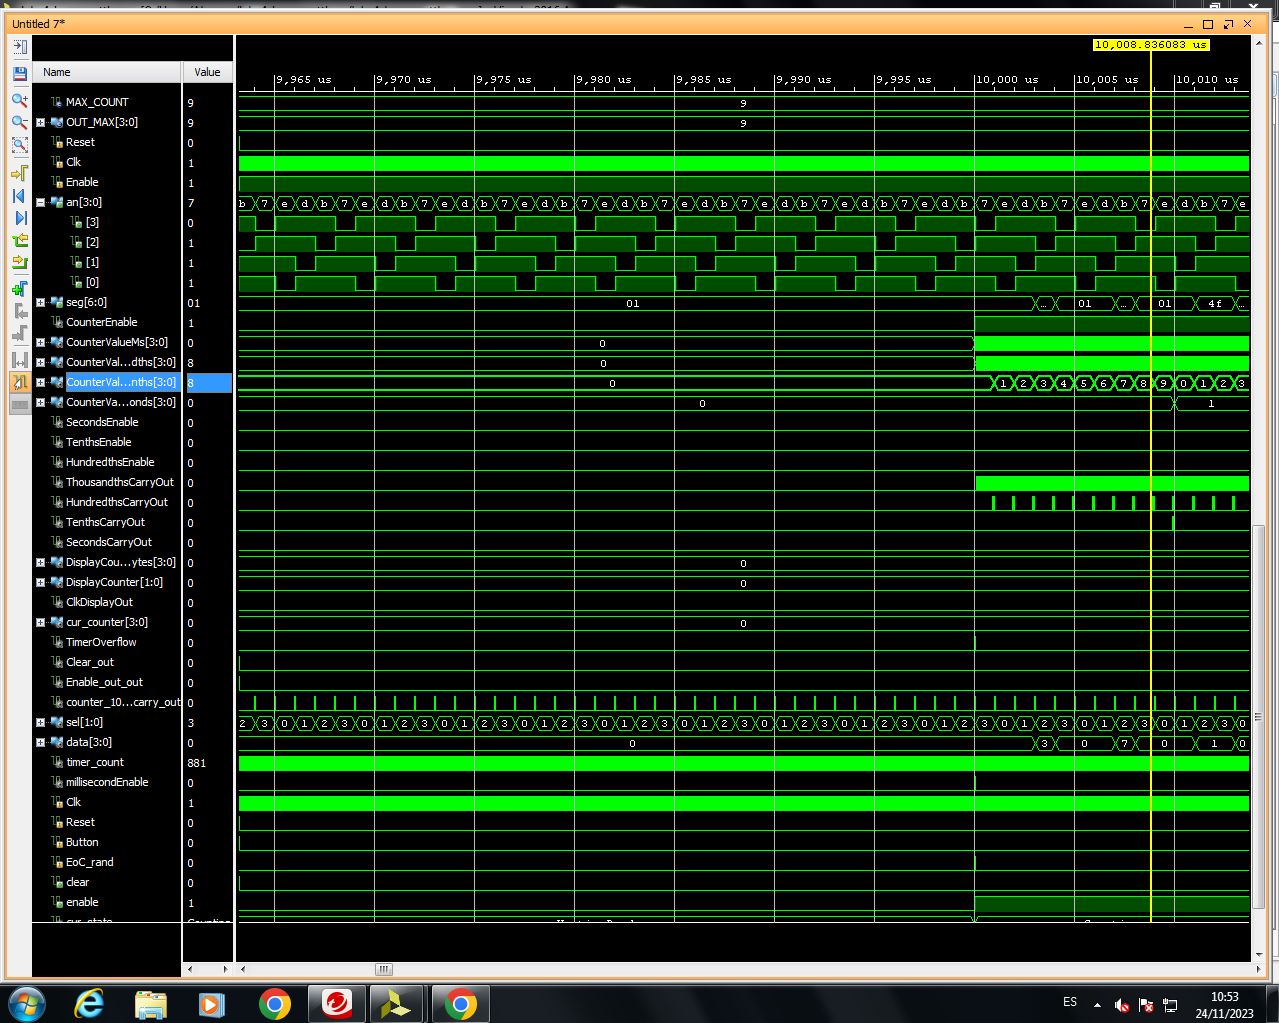 Untitled 7*
10,008.836083 us
Name Value
9,965 us 9,970 us 9,975 us 9,980 us 9,985 us 9,990 us 9,995 us 10,000 us 10,005 us 10,010 us
MAX_COUNT 9 9
OUT_MAX[3:0] 9 9
Reset 0
Clk 1
Enable 1
an[3:0] 7 b 7 e d b 7 e d b 7 e d b 7 e d b 7 e d b 7 e d b 7 e d b 7 e d b 7 e d b 7 e d b 7 e d b 7 e
[3] 0
[2] 1
[1] 1
[0] 1
seg[6:0] 01 01 ... 01 ... 01 4f ...
CounterEnable 1
CounterValueMs[3:0] 0 0
CounterVal...dths[3:0] 8 0
CounterVal...nths[3:0] 8 0 1 2 3 4 5 6 7 8 9 0 1 2 3
CounterVa...onds[3:0] 0 0 1
SecondsEnable 0
TenthsEnable 0
HundredthsEnable 0
ThousandthsCarryOut 0
HundredthsCarryOut 0
TenthsCarryOut 0
SecondsCarryOut 0
DisplayCou...ytes[3:0] 0 0
DisplayCounter[1:0] 0 0
ClkDisplayOut 0
cur_counter[3:0] 0 0
TimerOverflow 0
Clear_out 0
Enable_out_out 0
counter_10...carry_out 0
sel[1:0] 3 2 3 0 1 2 3 0 1 2 3 0 1 2 3 0 1 2 3 0 1 2 3 0 1 2 3 0 1 2 3 0 1 2 3 0 1 2 3 0 1 2 3 0 1 2 3 0 1 2 3 0
data[3:0] 0 0 3 0 7 0 1 0
timer_count 881
millisecondEnable 0
Clk 1
Reset 0
Button 0
EoC_rand 0
clear 0
enable 1
ES
10:53
24/11/2023